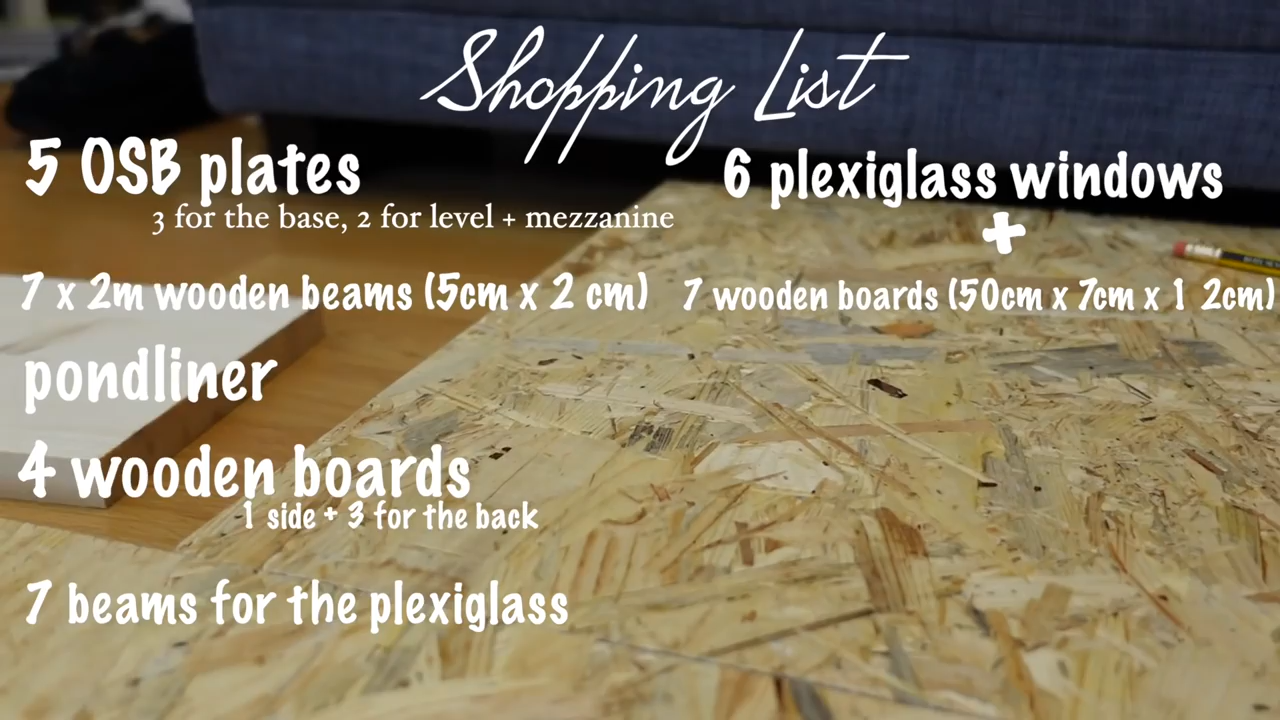 Shopping List
5 OSB plates
3 for the base, 2 for level + mezzanine
7 x 2m wooden beams (5cm x 2 cm)
pondliner
4 wooden boards
1 side + 3 for the back
7 beams for the plexiglass
6 plexiglass windows
+
7 wooden boards (50cm x 7cm x 1 2cm)